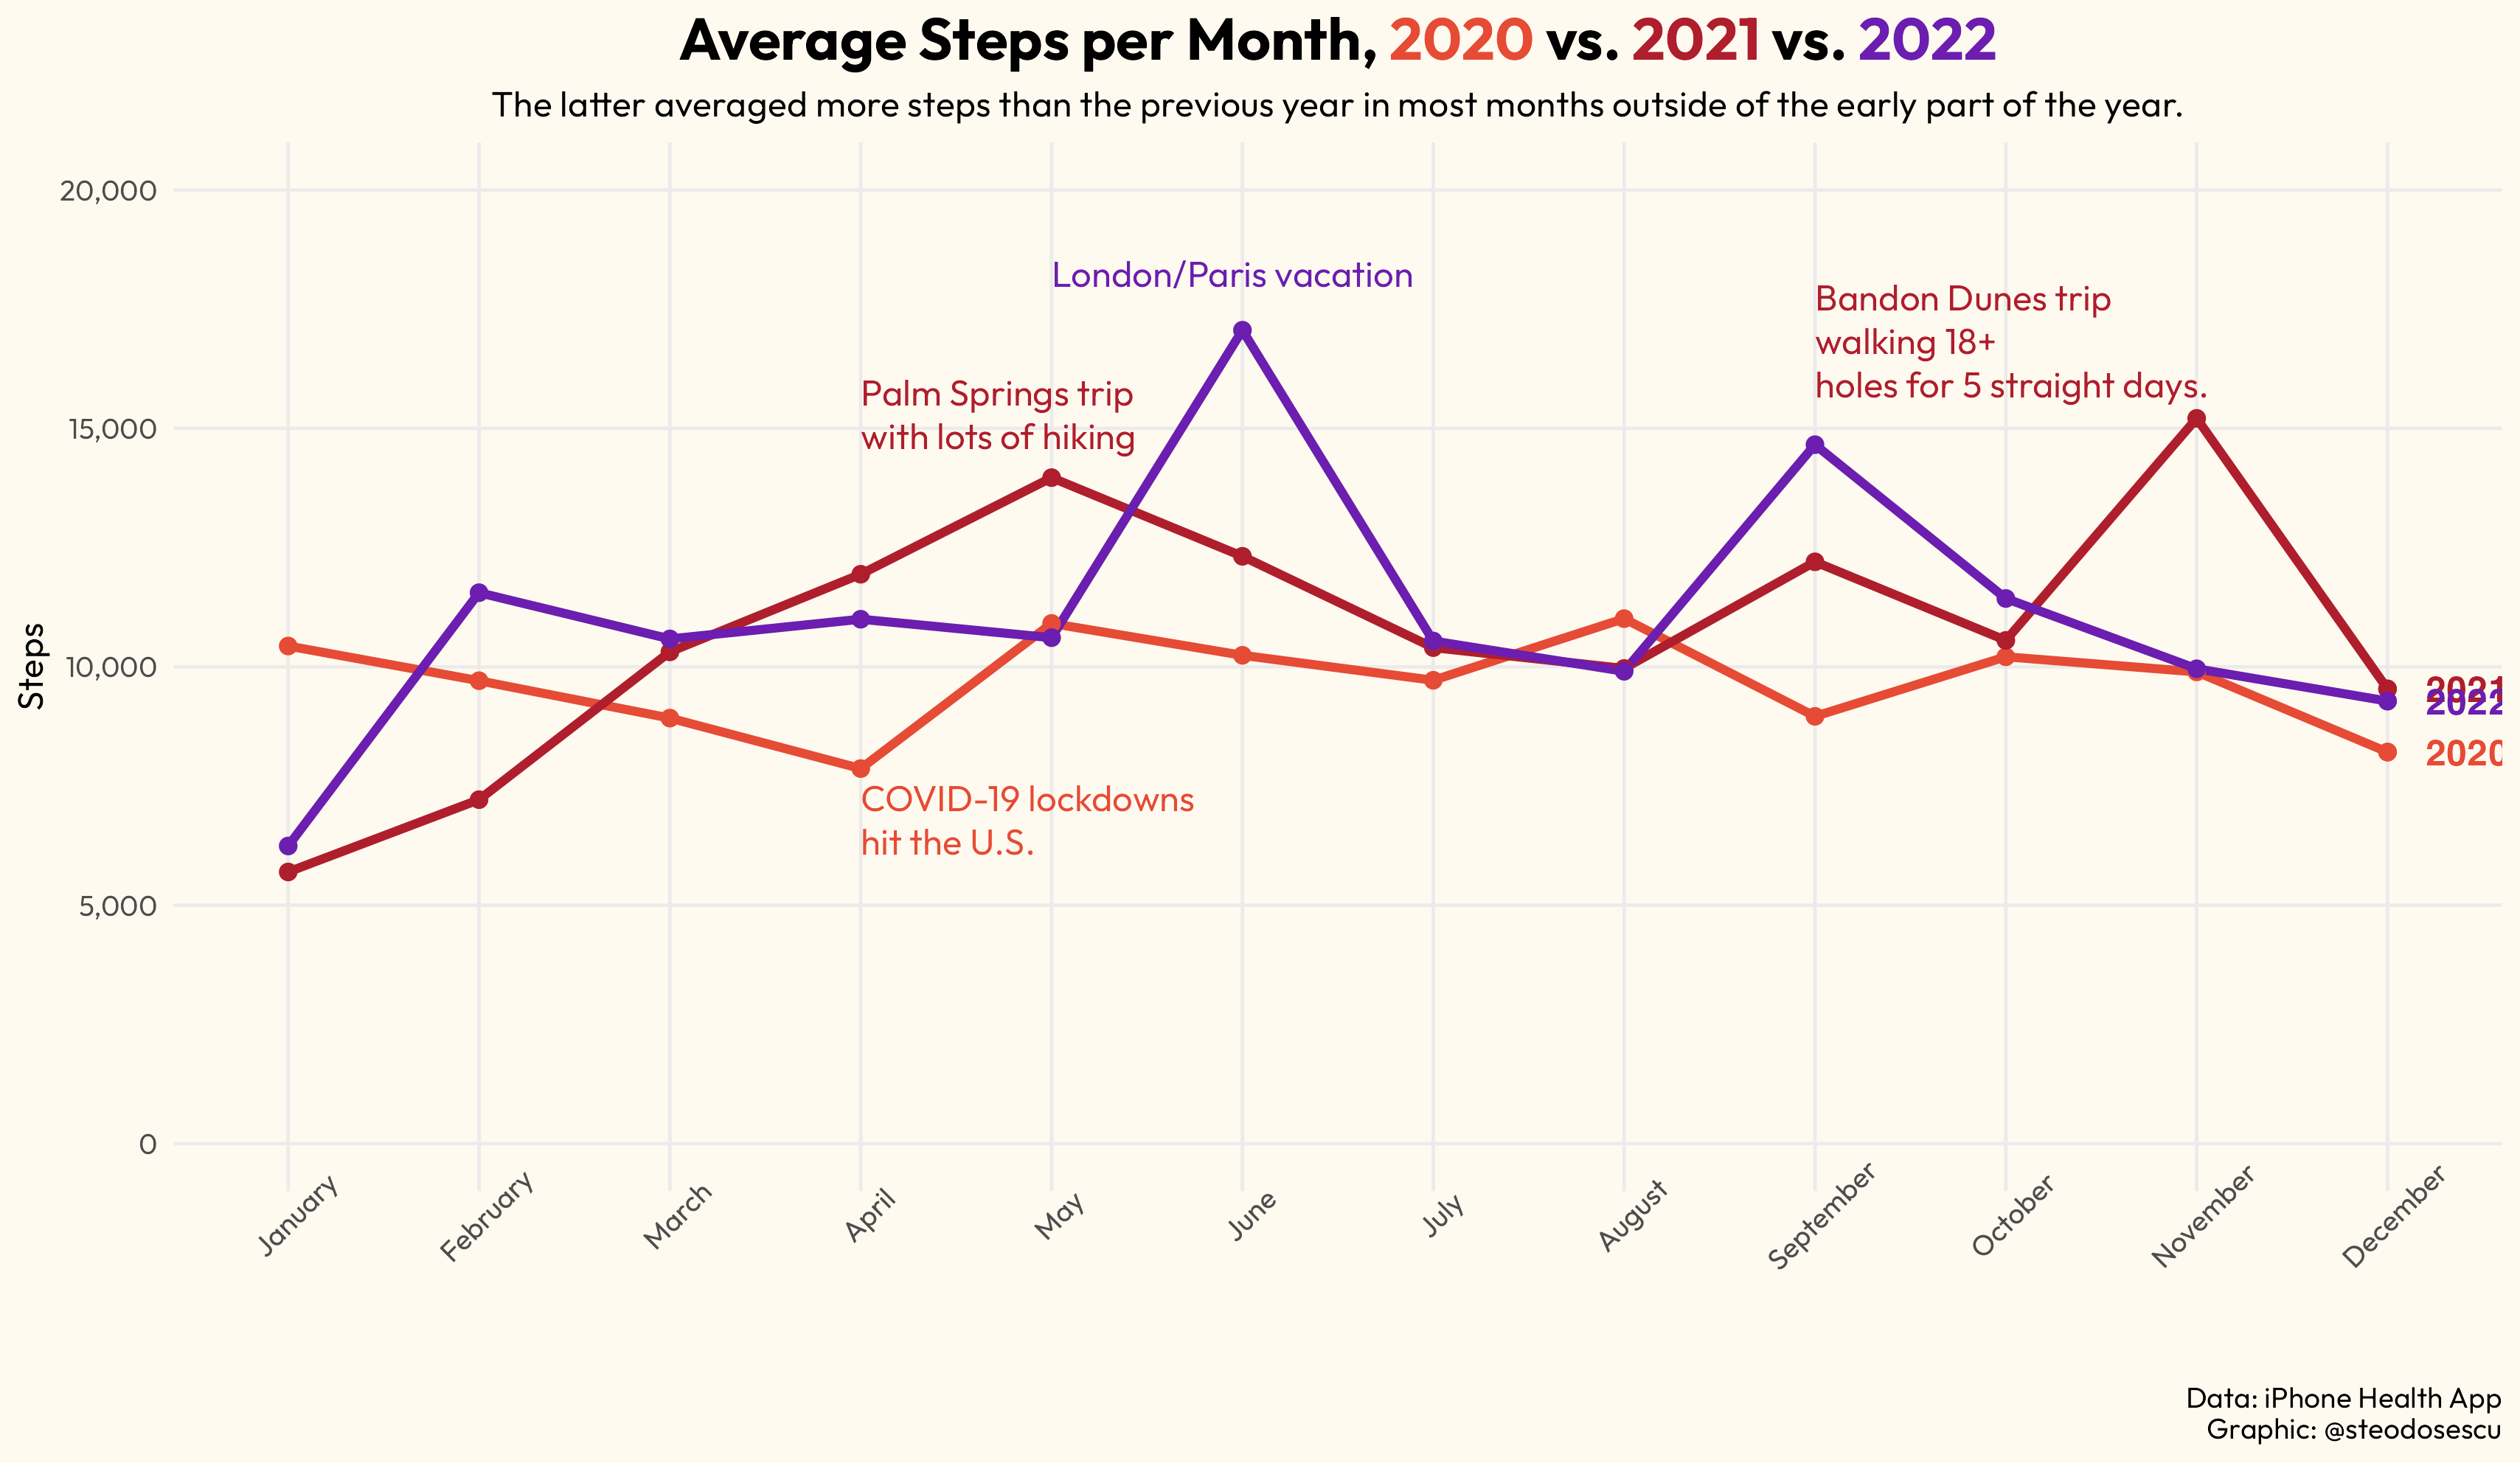 Average Steps per Month, 2020 vs. 2021 vs. 2022
The latter averaged more steps than the previous year in most months outside of the early part of the year.
Steps
20,000
15,000
10,000
5,000
0
London/Paris vacation
Palm Springs trip
with lots of hiking
Bandon Dunes trip
walking 18+
holes for 5 straight days.
COVID-19 lockdowns
hit the U.S.
2021
2022
2020
January
February
March
April
May
June
July
August
September
October
November
December
Data: iPhone Health App
Graphic: @steodosescu